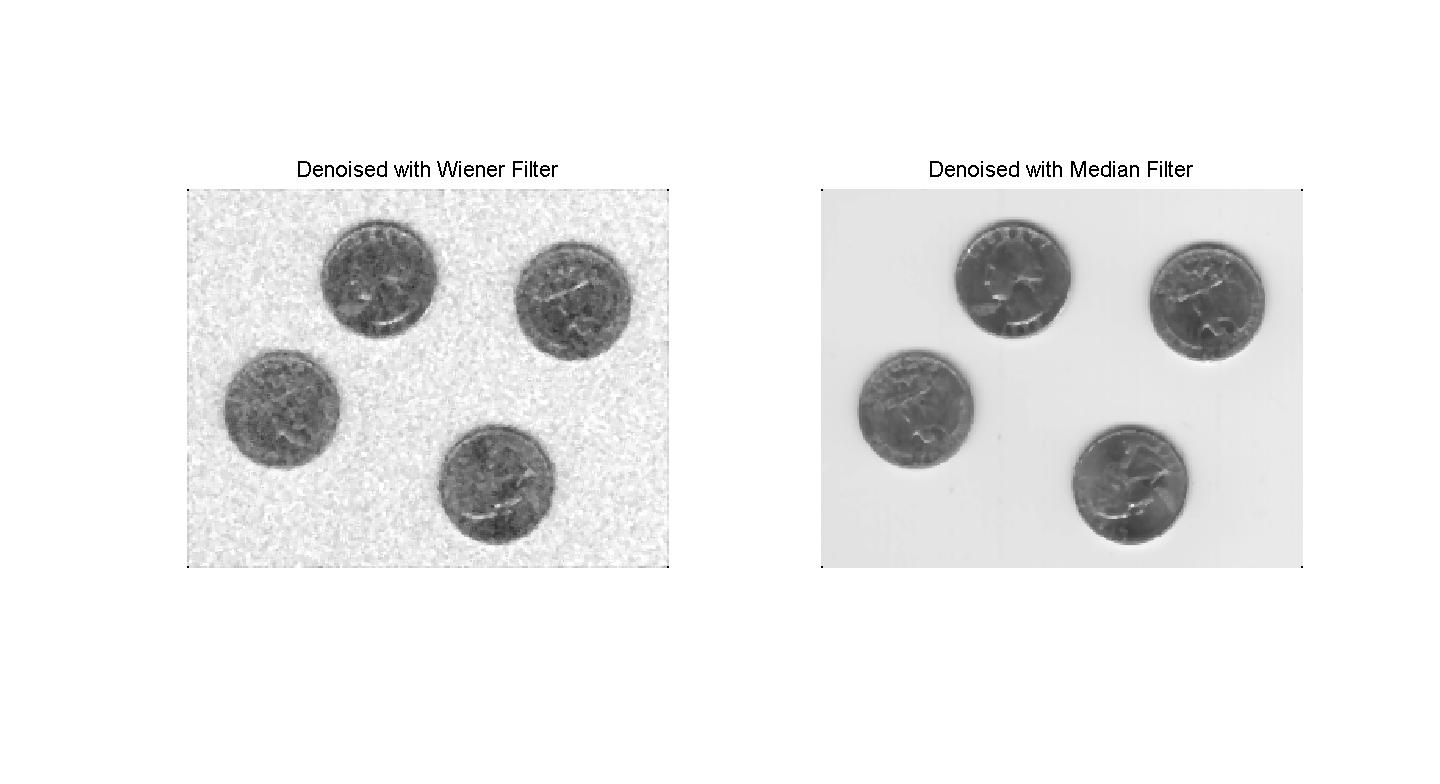 Denoised with Wiener Filter
Denoised with Median Filter